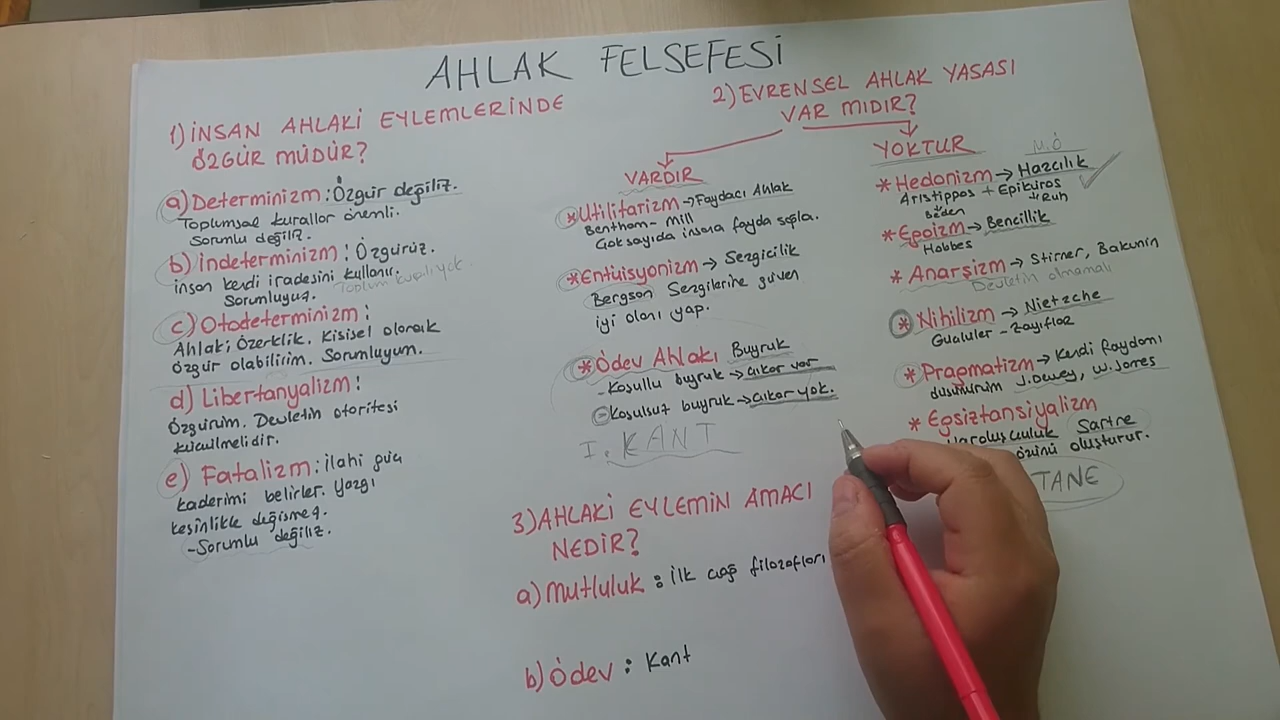 AHLAK FELSEFESİ
1) İNSAN AHLAKİ EYLEMLERİNDE
ÖZGÜR MÜDÜR?
a) Determinizm : Özgür değiliz.
Toplumsal kurallar önemli.
Sorumlu değiliz.
b) İndeterminizm : Özgürüz.
insan kendi iradesini kullanır.
Sorumluyuz. Toplum kuralı yok.
c) Otodeterminizm :
Ahlaki; Özerklik. Kişisel olarak
özgür olabilirim. Sorumluyum.
d) Libertanyalizm :
Özgürüm. Devletin otoritesi
küçülmelidir.
e) Fatalizm : İlahi güç
kaderimi belirler. Yazgı
kesinlikle değişmez.
- Sorumlu değiliz.
2) EVRENSEL AHLAK YASASI
VAR MIDIR?
VARDIR
*Utilitarizm → Faydacı Ahlak
Bentham - Mill
Çok sayıda insana fayda sağla.
*Entuisyonizm → Sezgicilik
Bergson Sezgilerine güven
iyi olanı yap.
*Ödev Ahlakı Buyruk
- Koşullu buyruk → çıkar var
- Koşulsuz buyruk → çıkar yok.
I. KANT
YOKTUR M.Ö
*Hedonizm → Hazcılık
Aristippos + Epikuros
Beden Ruh
*Egoizm → Bencillik
Hobbes
*Anarşizm → Stirner, Bakunin
Devletin olmamalı
*Nihilizm → Nietzche
Güçlüler - zayıflar
*Pragmatizm → Kendi faydamı
düşünürüm J.Dewey, W.James
*Egsiztansiyalizm
Varoluşçuluk Sartre
özünü oluşturur.
TANE
3) AHLAKİ EYLEMİN AMACI
NEDİR?
a) Mutluluk : İlk çağ filozofları
b) Ödev : Kant